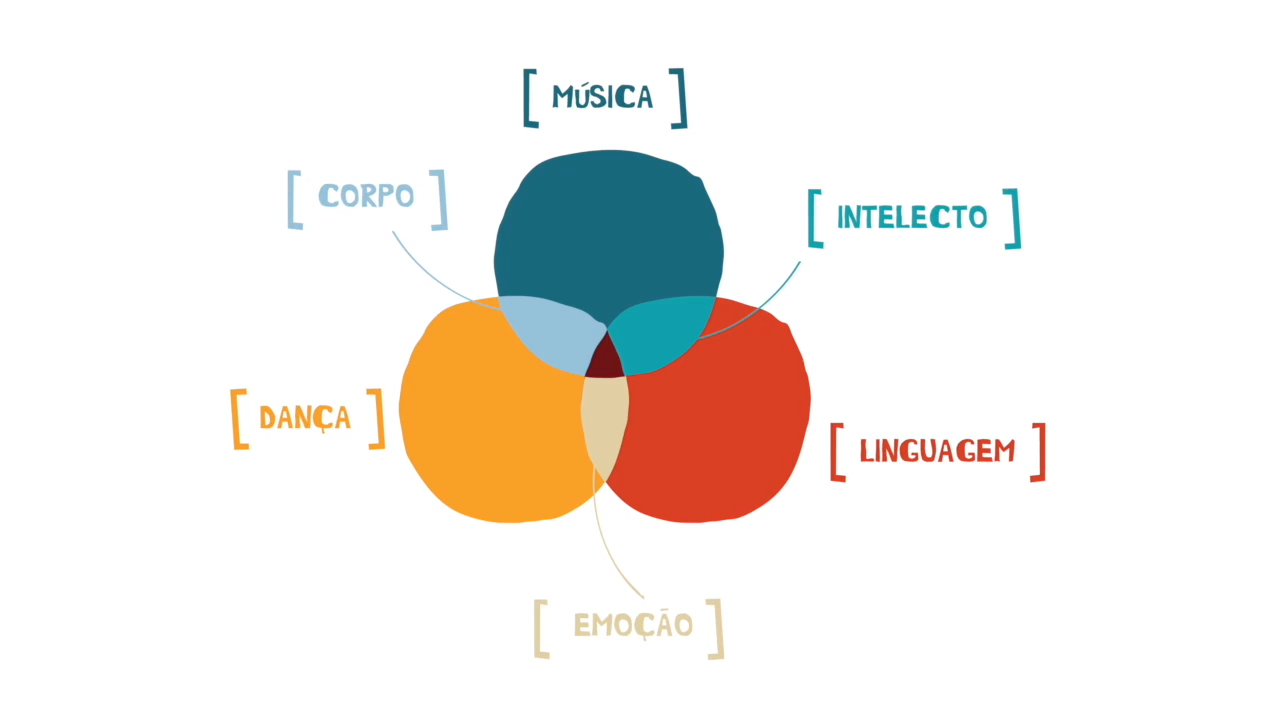 [ MÚSICA ]
[ CORPO ]
[ INTELECTO ]
[ DANÇA ]
[ LINGUAGEM ]
[ EMOÇÃO ]